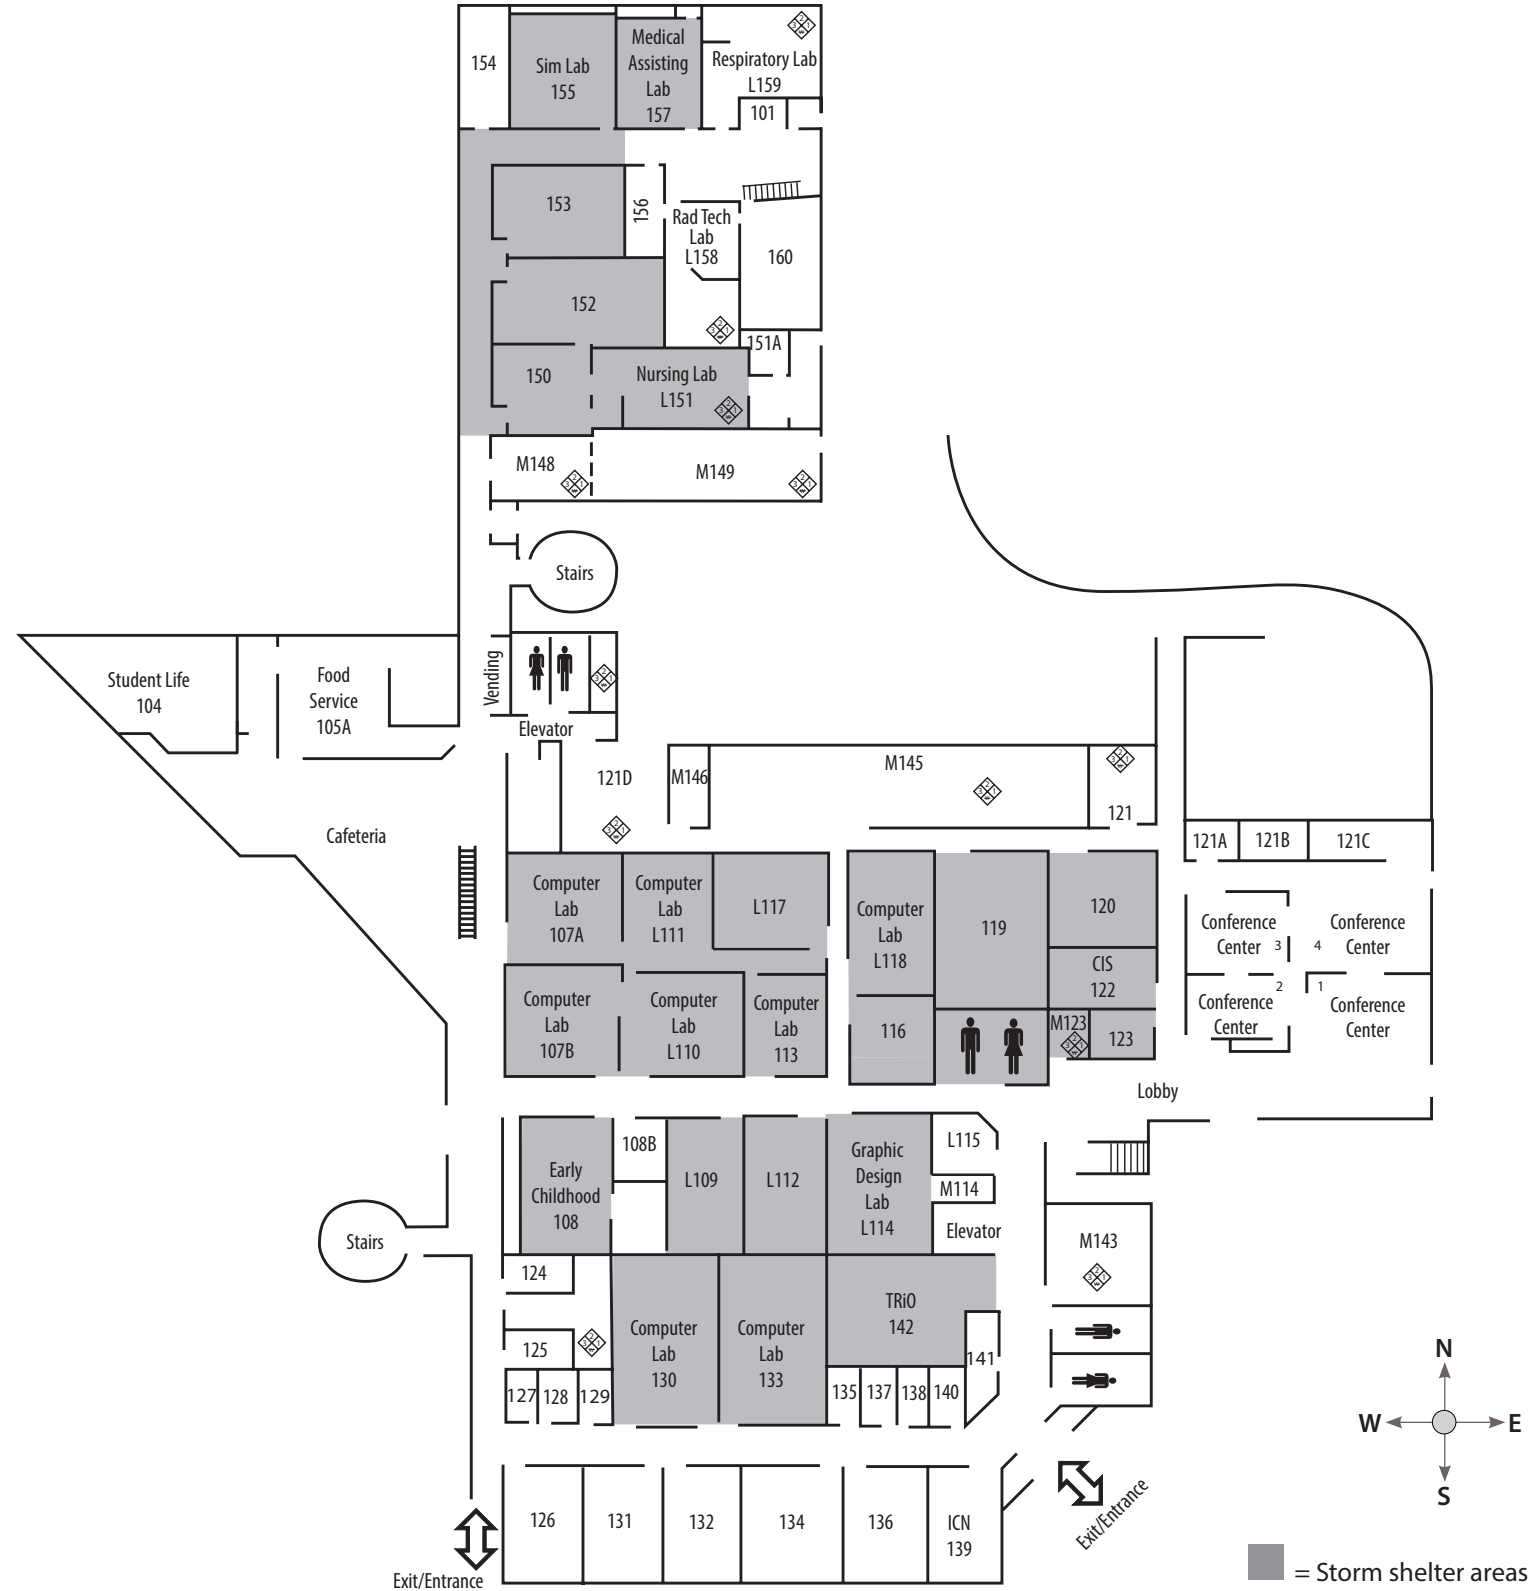 154
Sim Lab
155
Medical
Assisting
Lab
157
Respiratory Lab
L159
101
153
156
Rad Tech
Lab
L158
160
152
151A
150
Nursing Lab
L151
M148
M149
Stairs
Student Life
104
Food
Service
105A
Vending
Elevator
121D
M146
M145
121
121A
121B
121C
Cafeteria
Computer
Lab
107A
Computer
Lab
L111
L117
Computer
Lab
L118
119
120
CIS
122
Conference
Center 3
4 Conference
Center
2
Conference
Center
1
Conference
Center
Computer
Lab
107B
Computer
Lab
L110
Computer
Lab
113
116
M123
123
Lobby
Early
Childhood
108
108B
L109
L112
Graphic
Design
Lab
L114
L115
M114
Elevator
Stairs
M143
124
125
127
128
129
Computer
Lab
130
Computer
Lab
133
TRiO
142
141
135
137
138
140
N
W
E
S
126
131
132
134
136
ICN
139
Exit/Entrance
Exit/Entrance
= Storm shelter areas